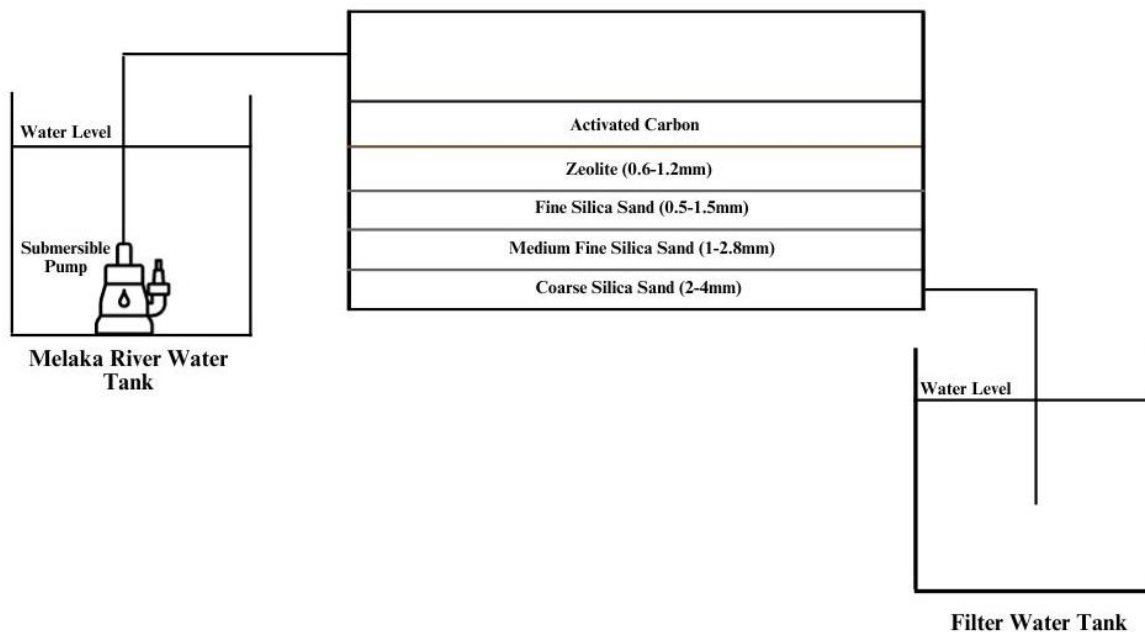 Water Level
Submersible
Pump
Melaka River Water
Tank
Activated Carbon
Zeolite (0.6-1.2mm)
Fine Silica Sand (0.5-1.5mm)
Medium Fine Silica Sand (1-2.8mm)
Coarse Silica Sand (2-4mm)
Water Level
Filter Water Tank